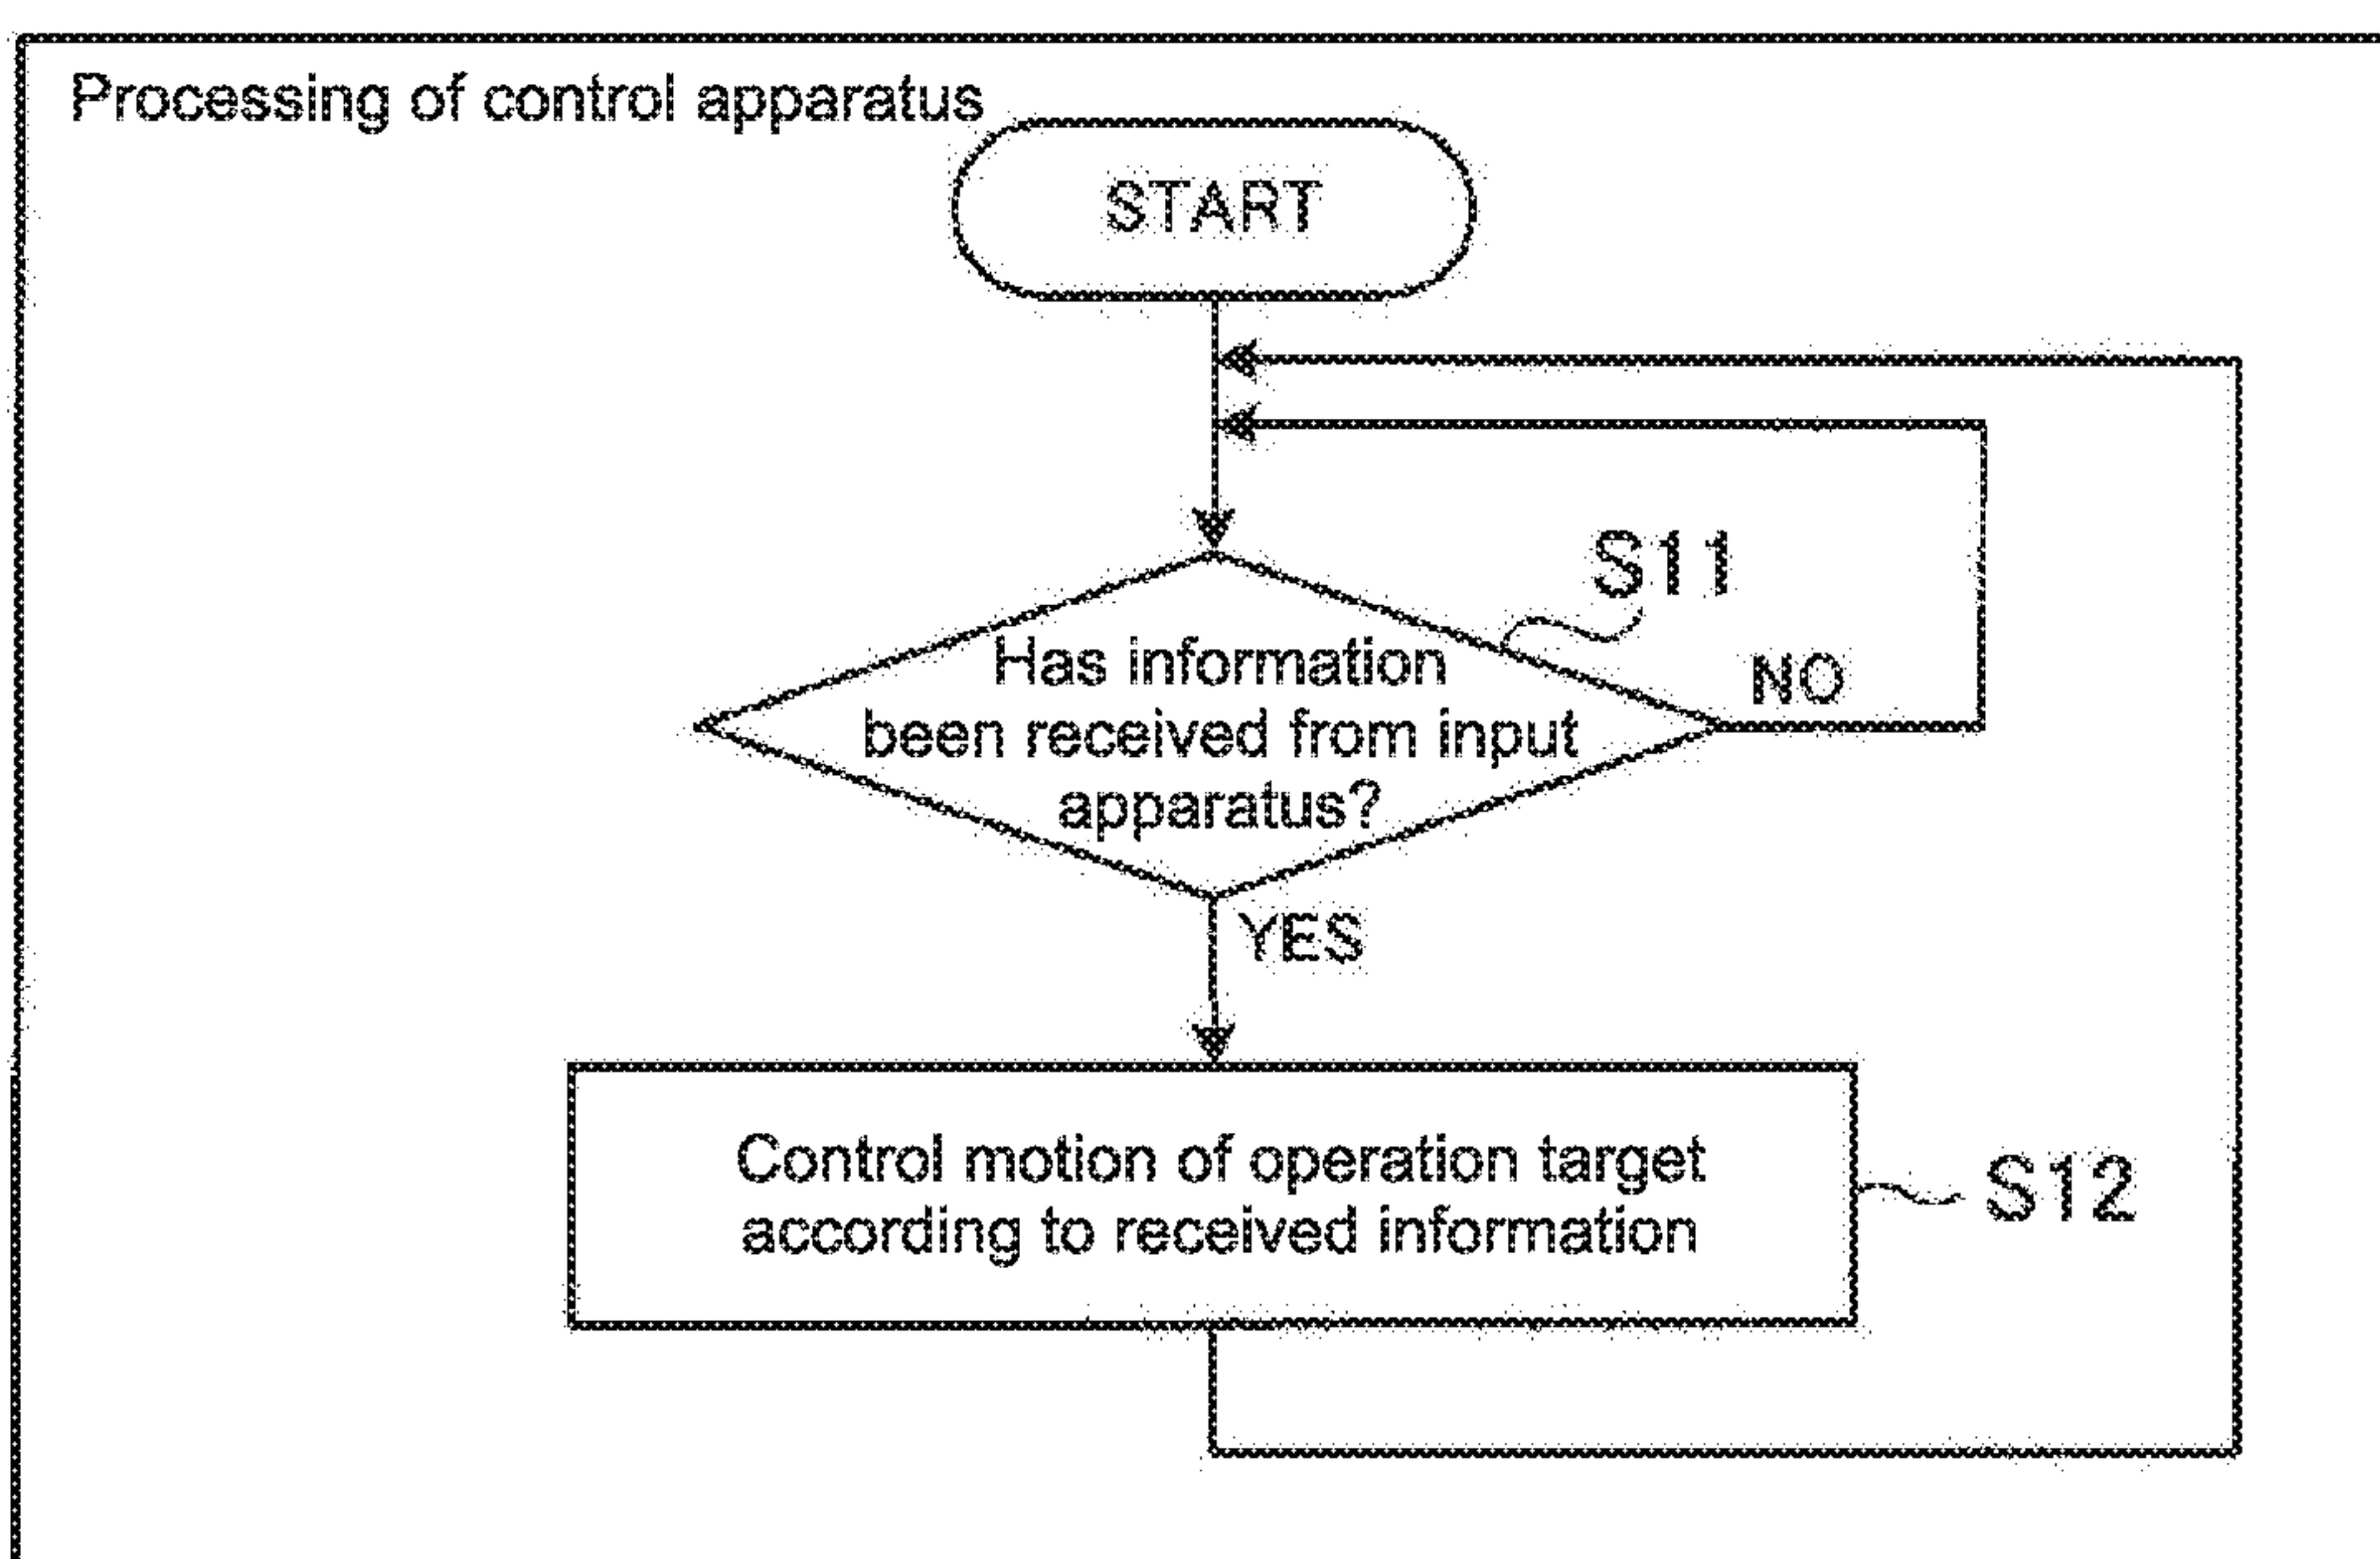 Processing of control apparatus
START
S11
Has information
been received from input
apparatus?
NO
YES
Control motion of operation target
according to received information
S12